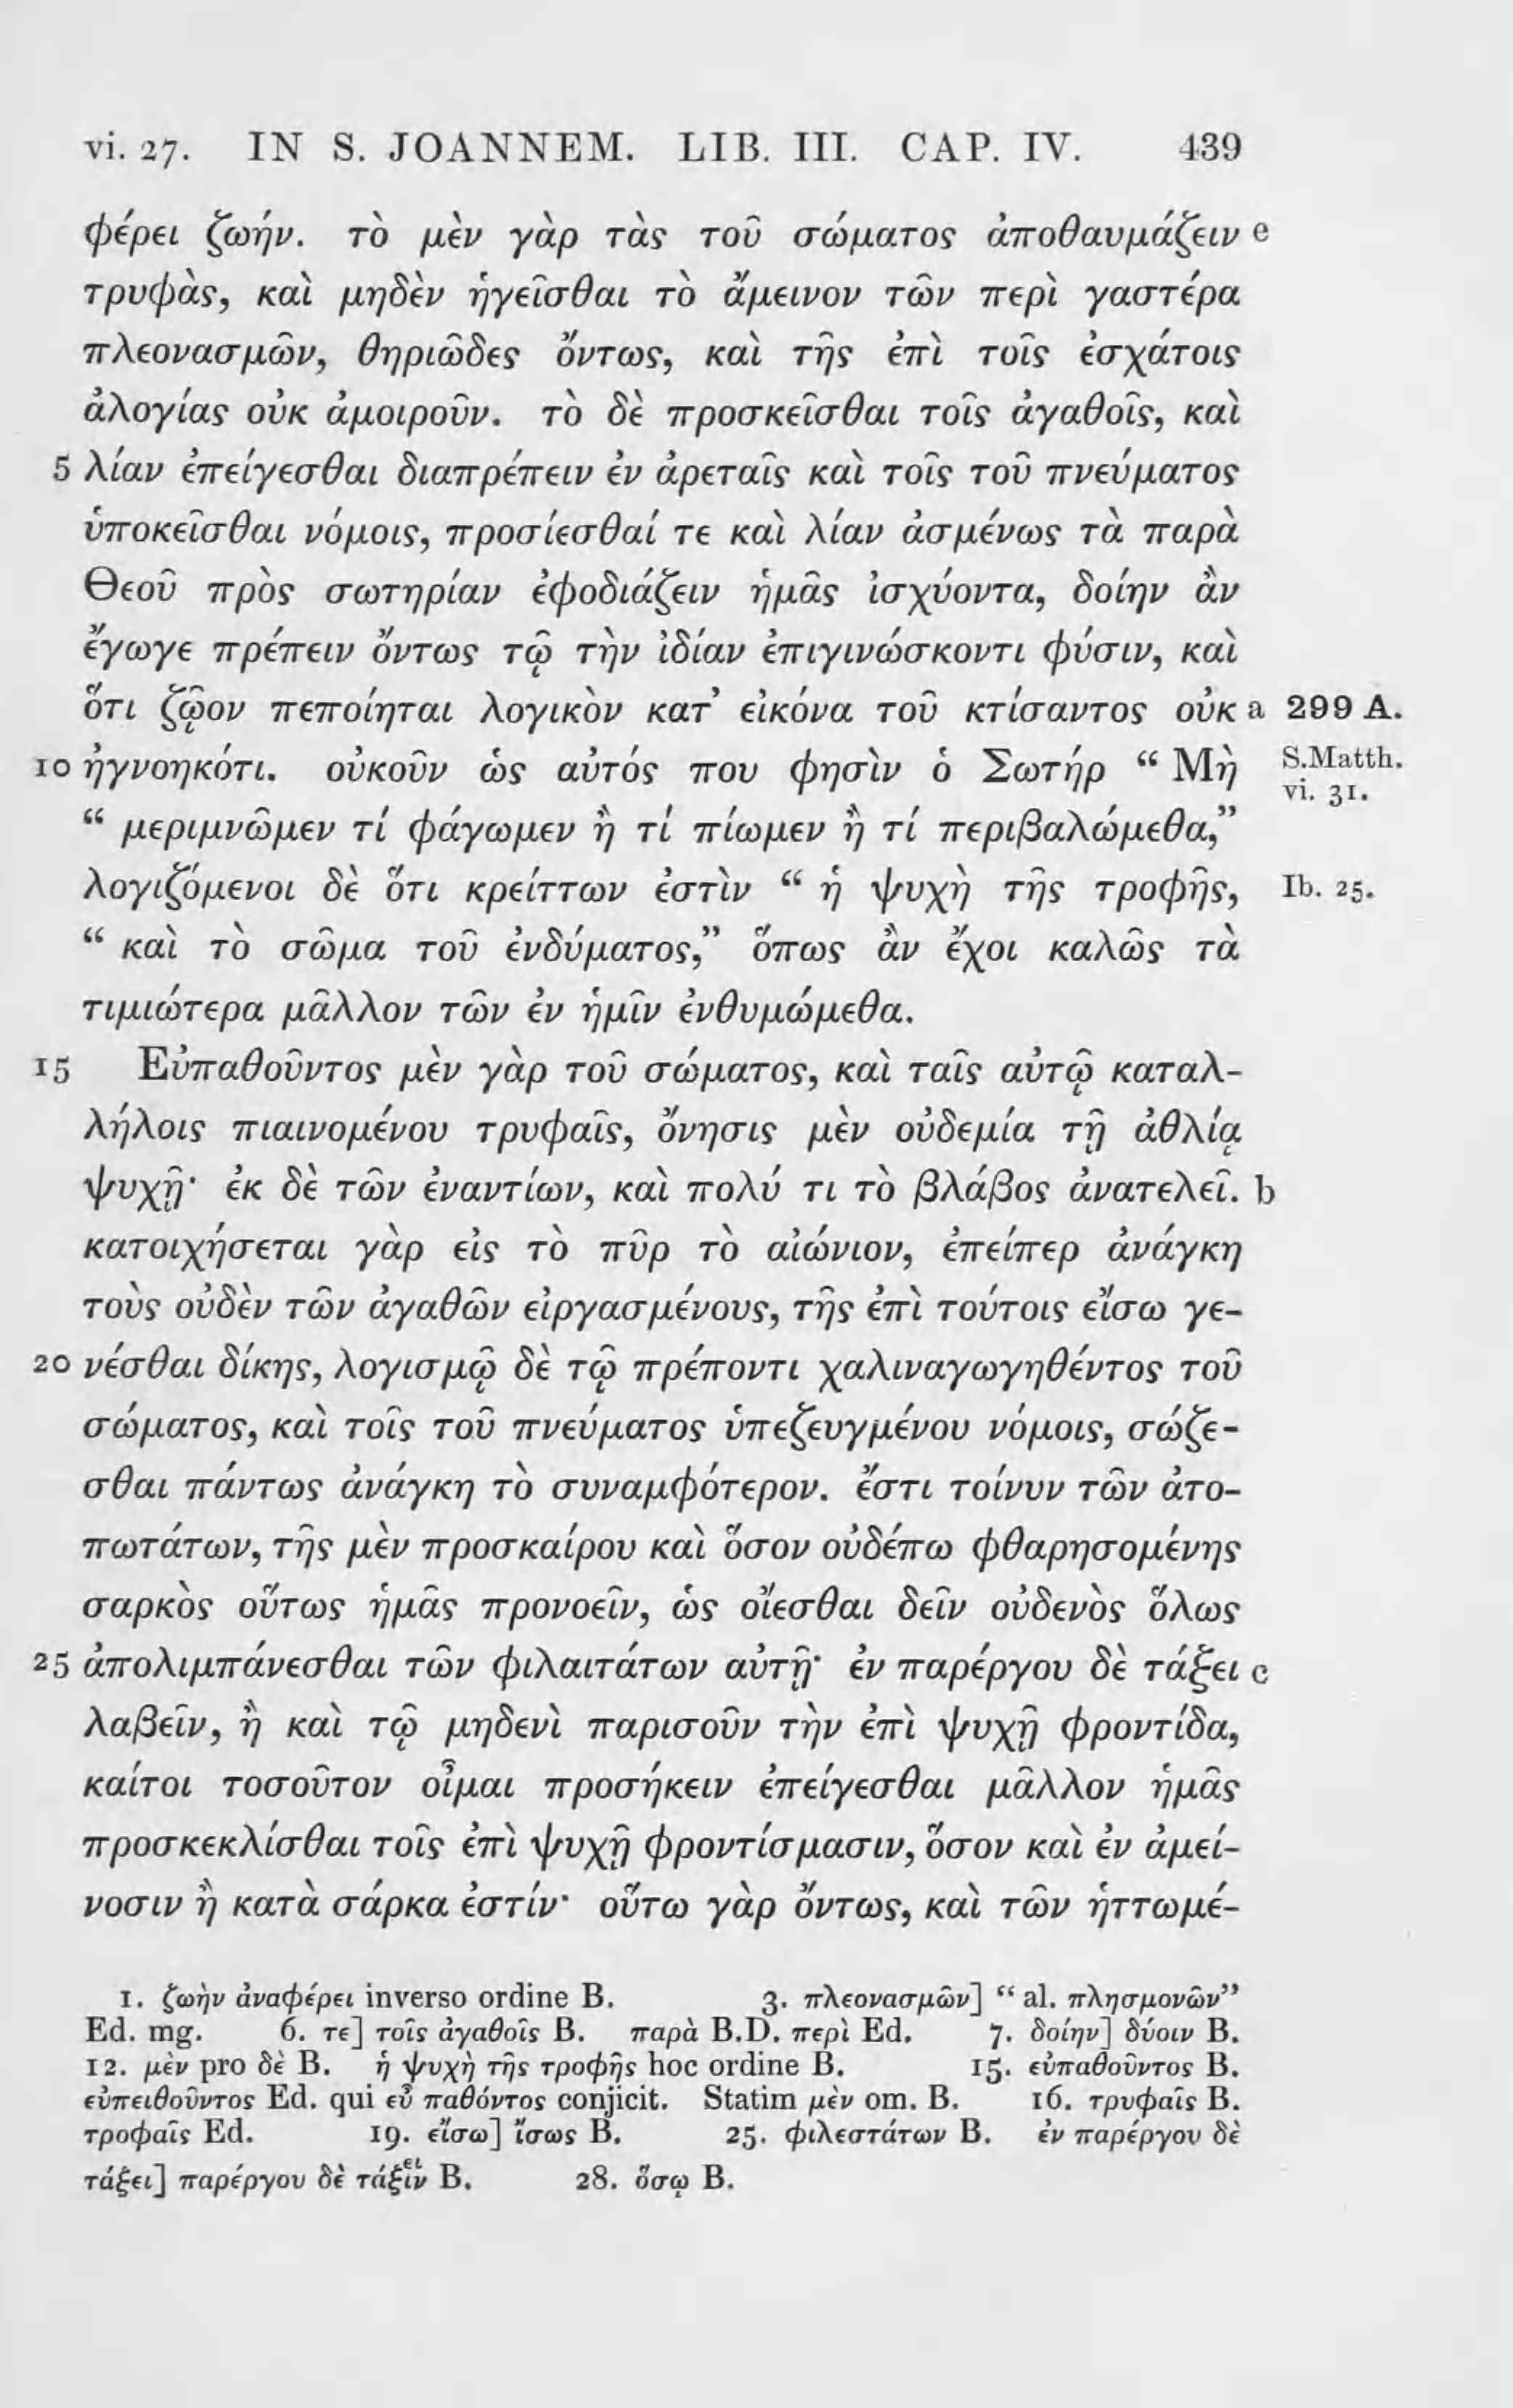 vi. 27. IN S. JOANNEM. LIB. III. CAP. IV. 439
φέρει ζωήν. τὸ μὲν γὰρ τὰς τοῦ σώματος ἀποθαυμάζειν e
τρυφὰς, καὶ μηδὲν ἡγεῖσθαι τὸ ἄμεινον τῶν περὶ γαστέρα
πλεονασμῶν, θηριῶδες ὄντως, καὶ τῆς ἐπὶ τοῖς ἐσχάτοις
ἀλογίας οὐκ ἀμοιροῦν. τὸ δὲ προσκεῖσθαι τοῖς ἀγαθοῖς, καὶ
5 λίαν ἐπείγεσθαι διαπρέπειν ἐν ἀρεταῖς καὶ τοῖς τοῦ πνεύματος
ὑποκεῖσθαι νόμοις, προσίεσθαί τε καὶ λίαν ἀσμένως τὰ παρὰ
Θεοῦ πρὸς σωτηρίαν ἐφοδιάζειν ἡμᾶς ἰσχύοντα, δοίην ἂν
ἔγωγε πρέπειν ὄντως τῷ τὴν ἰδίαν ἐπιγινώσκοντι φύσιν, καὶ
ὅτι ζῷον πεποίηται λογικὸν κατ’ εἰκόνα τοῦ κτίσαντος οὐκ a 299 A.
10 ἠγνοηκότι. οὐκοῦν ὡς αὐτός που φησὶν ὁ Σωτήρ “ Μὴ S.Matth. vi. 31.
“ μεριμνῶμεν τί φάγωμεν ἢ τί πίωμεν ἢ τί περιβαλώμεθα,”
λογιζόμενοι δὲ ὅτι κρείττων ἐστὶν “ ἡ ψυχὴ τῆς τροφῆς, Ib. 25.
“ καὶ τὸ σῶμα τοῦ ἐνδύματος,” ὅπως ἂν ἔχοι καλῶς τὰ
τιμιώτερα μᾶλλον τῶν ἐν ἡμῖν ἐνθυμώμεθα.
15 Εὐπαθοῦντος μὲν γὰρ τοῦ σώματος, καὶ ταῖς αὐτῷ καταλ-
λήλοις πιαινομένου τρυφαῖς, ὄνησις μὲν οὐδεμία τῇ ἀθλίᾳ
ψυχῇ· ἐκ δὲ τῶν ἐναντίων, καὶ πολύ τι τὸ βλάβος ἀνατελεῖ. b
κατοιχήσεται γὰρ εἰς τὸ πῦρ τὸ αἰώνιον, ἐπείπερ ἀνάγκη
τοὺς οὐδὲν τῶν ἀγαθῶν εἰργασμένους, τῆς ἐπὶ τούτοις εἴσω γε-
20 νέσθαι δίκης, λογισμῷ δὲ τῷ πρέποντι χαλιναγωγηθέντος τοῦ
σώματος, καὶ τοῖς τοῦ πνεύματος ὑπεζευγμένου νόμοις, σώζε-
σθαι πάντως ἀνάγκη τὸ συναμφότερον. ἔστι τοίνυν τῶν ἀτο-
πωτάτων, τῆς μὲν προσκαίρου καὶ ὅσον οὐδέπω φθαρησομένης
σαρκὸς οὕτως ἡμᾶς προνοεῖν, ὡς οἴεσθαι δεῖν οὐδενὸς ὅλως
25 ἀπολιμπάνεσθαι τῶν φιλαιτάτων αὐτῇ· ἐν παρέργου δὲ τάξει c
λαβεῖν, ἢ καὶ τῷ μηδενὶ παρισοῦν τὴν ἐπὶ ψυχῇ φροντίδα,
καίτοι τοσοῦτον οἶμαι προσήκειν ἐπείγεσθαι μᾶλλον ἡμᾶς
προσκεκλίσθαι τοῖς ἐπὶ ψυχῇ φροντίσμασιν, ὅσον καὶ ἐν ἀμεί-
νοσιν ἢ κατὰ σάρκα ἐστίν· οὕτω γὰρ ὄντως, καὶ τῶν ἡττωμέ-
1. ζωὴν ἀναφέρει inverso ordine B. 3. πλεονασμῶν] “ al. πλησμονῶν”
Ed. mg. 6. τε] τοῖς ἀγαθοῖς B. παρὰ B.D. περὶ Ed. 7. δοίην] δύοιν B.
12. μὲν pro δὲ B. ἡ ψυχὴ τῆς τροφῆς hoc ordine B. 15. εὐπαθοῦντος B.
εὐπειθοῦντος Ed. qui εὖ παθόντος conjicit. Statim μὲν om. B. 16. τρυφαῖς B.
τροφαῖς Ed. 19. εἴσω] ἴσως B. 25. φιλεστάτων B. ἐν παρέργου δὲ
τάξει] παρέργου δὲ τάξιν ει B. 28. ὅσῳ B.